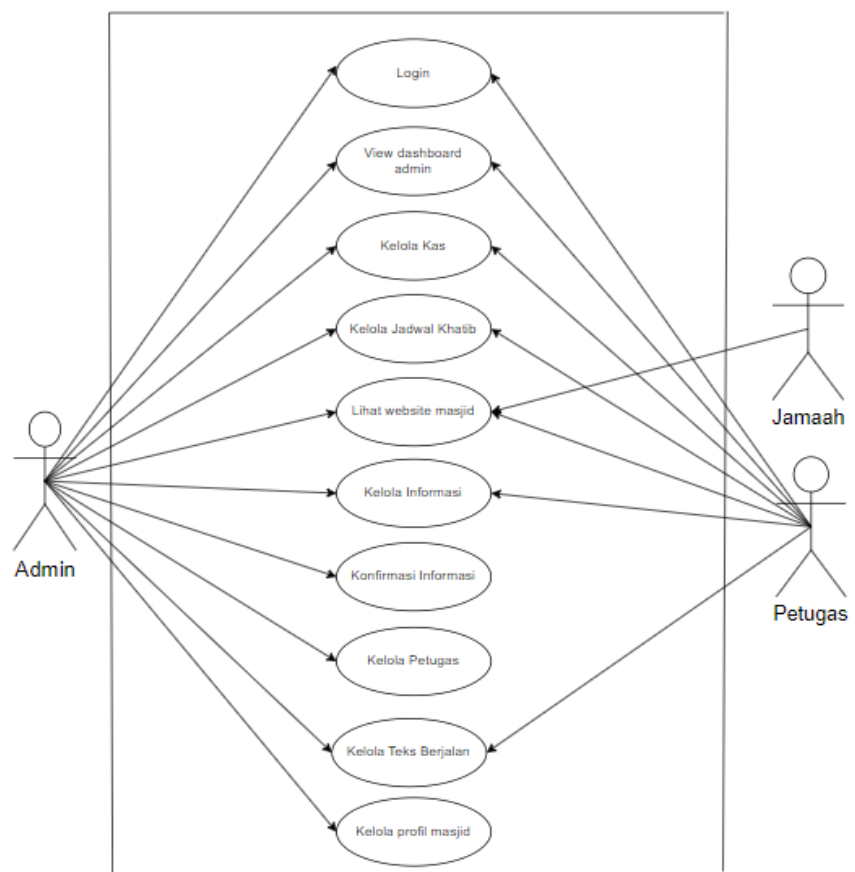 Login
View dashboard
admin
Kelola Kas
Kelola Jadwal Khatib
Lihat website masjid
Jamaah
Kelola Informasi
Admin
Konfirmasi Informasi
Petugas
Kelola Petugas
Kelola Teks Berjalan
Kelola profil masjid